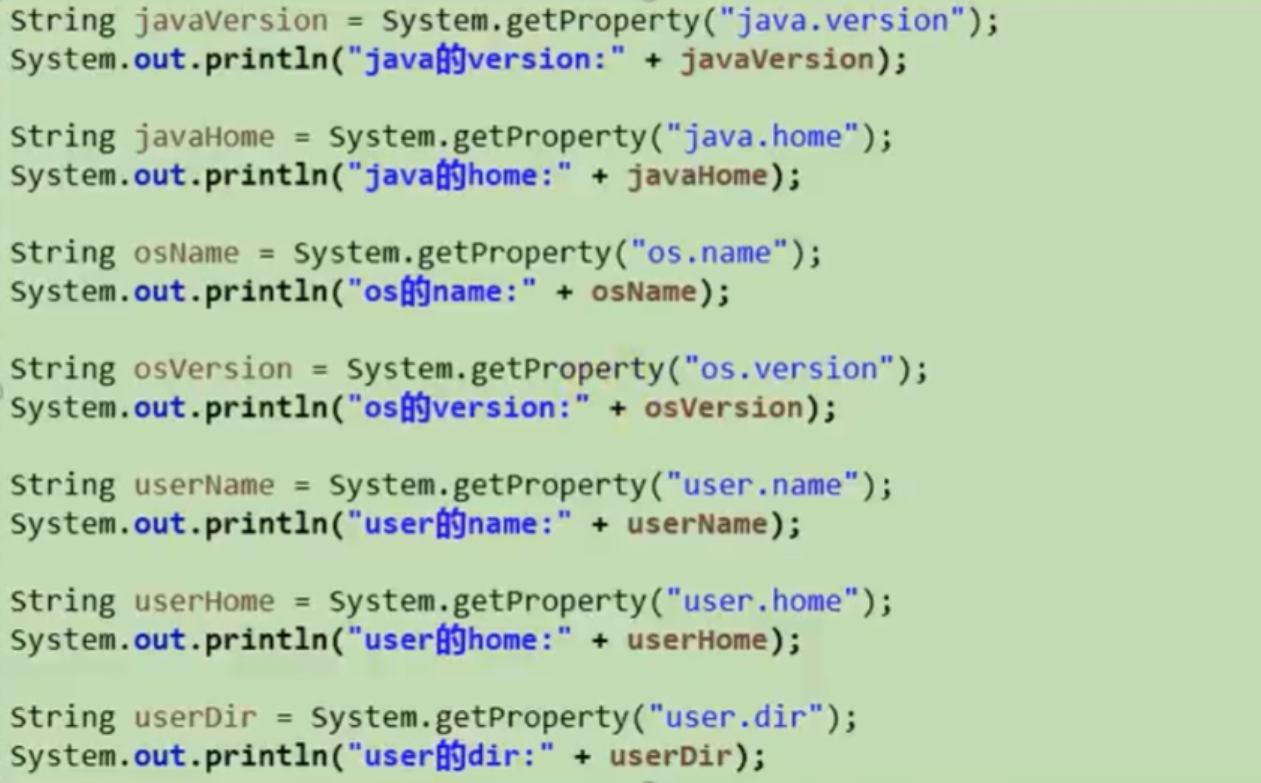 String javaVersion = System.getProperty("java.version");
System.out.println("java的version:" + javaVersion);
String javaHome = System.getProperty("java.home");
System.out.println("java的home:" + javaHome);
String osName = System.getProperty("os.name");
System.out.println("os的name:" + osName);
String osVersion = System.getProperty("os.version");
System.out.println("os的version:" + osVersion);
String userName = System.getProperty("user.name");
System.out.println("user的name:" + userName);
String userHome = System.getProperty("user.home");
System.out.println("user的home:" + userHome);
String userDir = System.getProperty("user.dir");
System.out.println("user的dir:" + userDir);